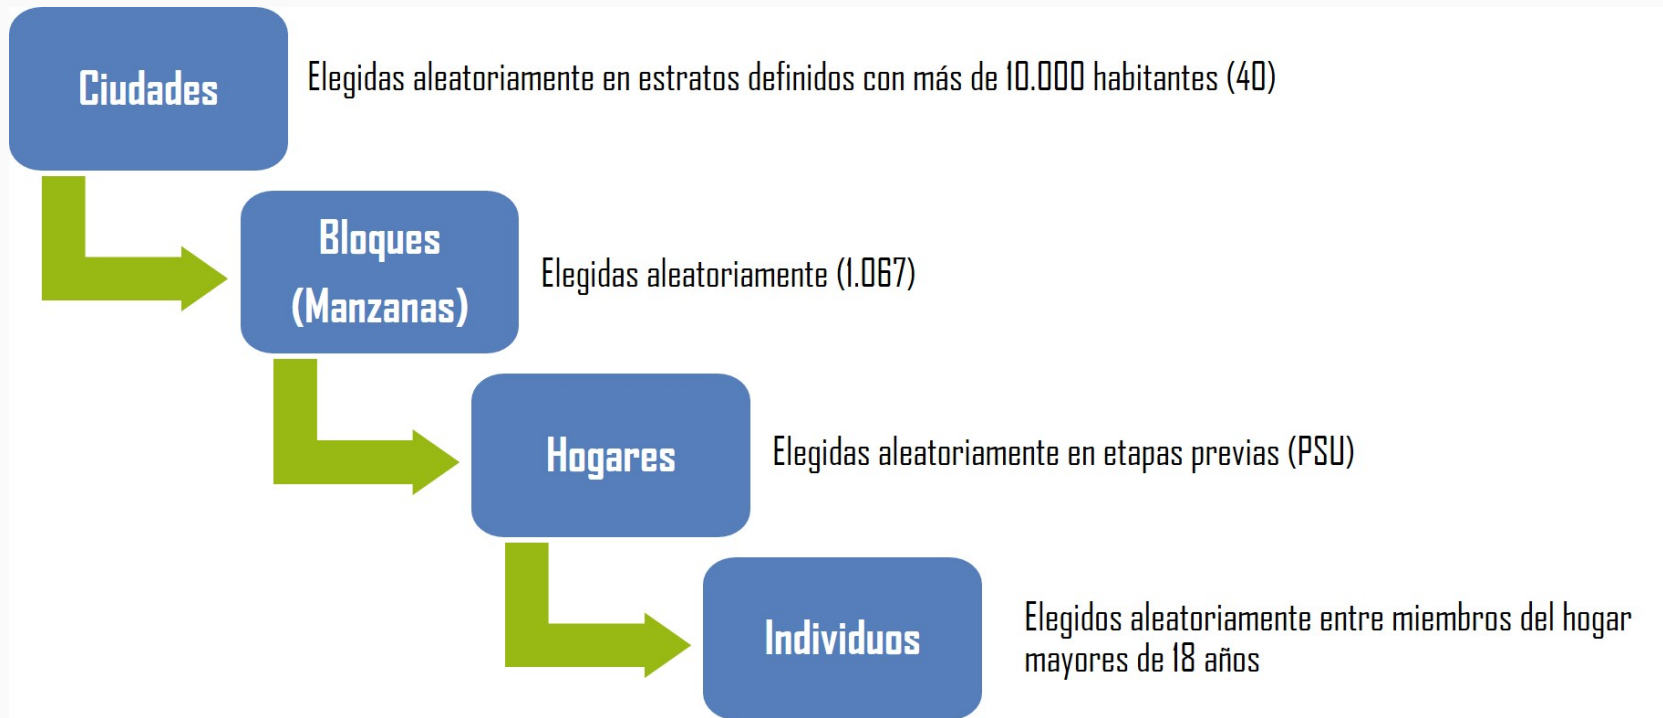 Ciudades
Elegidas aleatoriamente en estratos definidos con más de 10.000 habitantes (40)
Bloques
(Manzanas)
Elegidas aleatoriamente (1.067)
Hogares
Elegidas aleatoriamente en etapas previas (PSU)
Individuos
Elegidos aleatoriamente entre miembros del hogar
mayores de 18 años